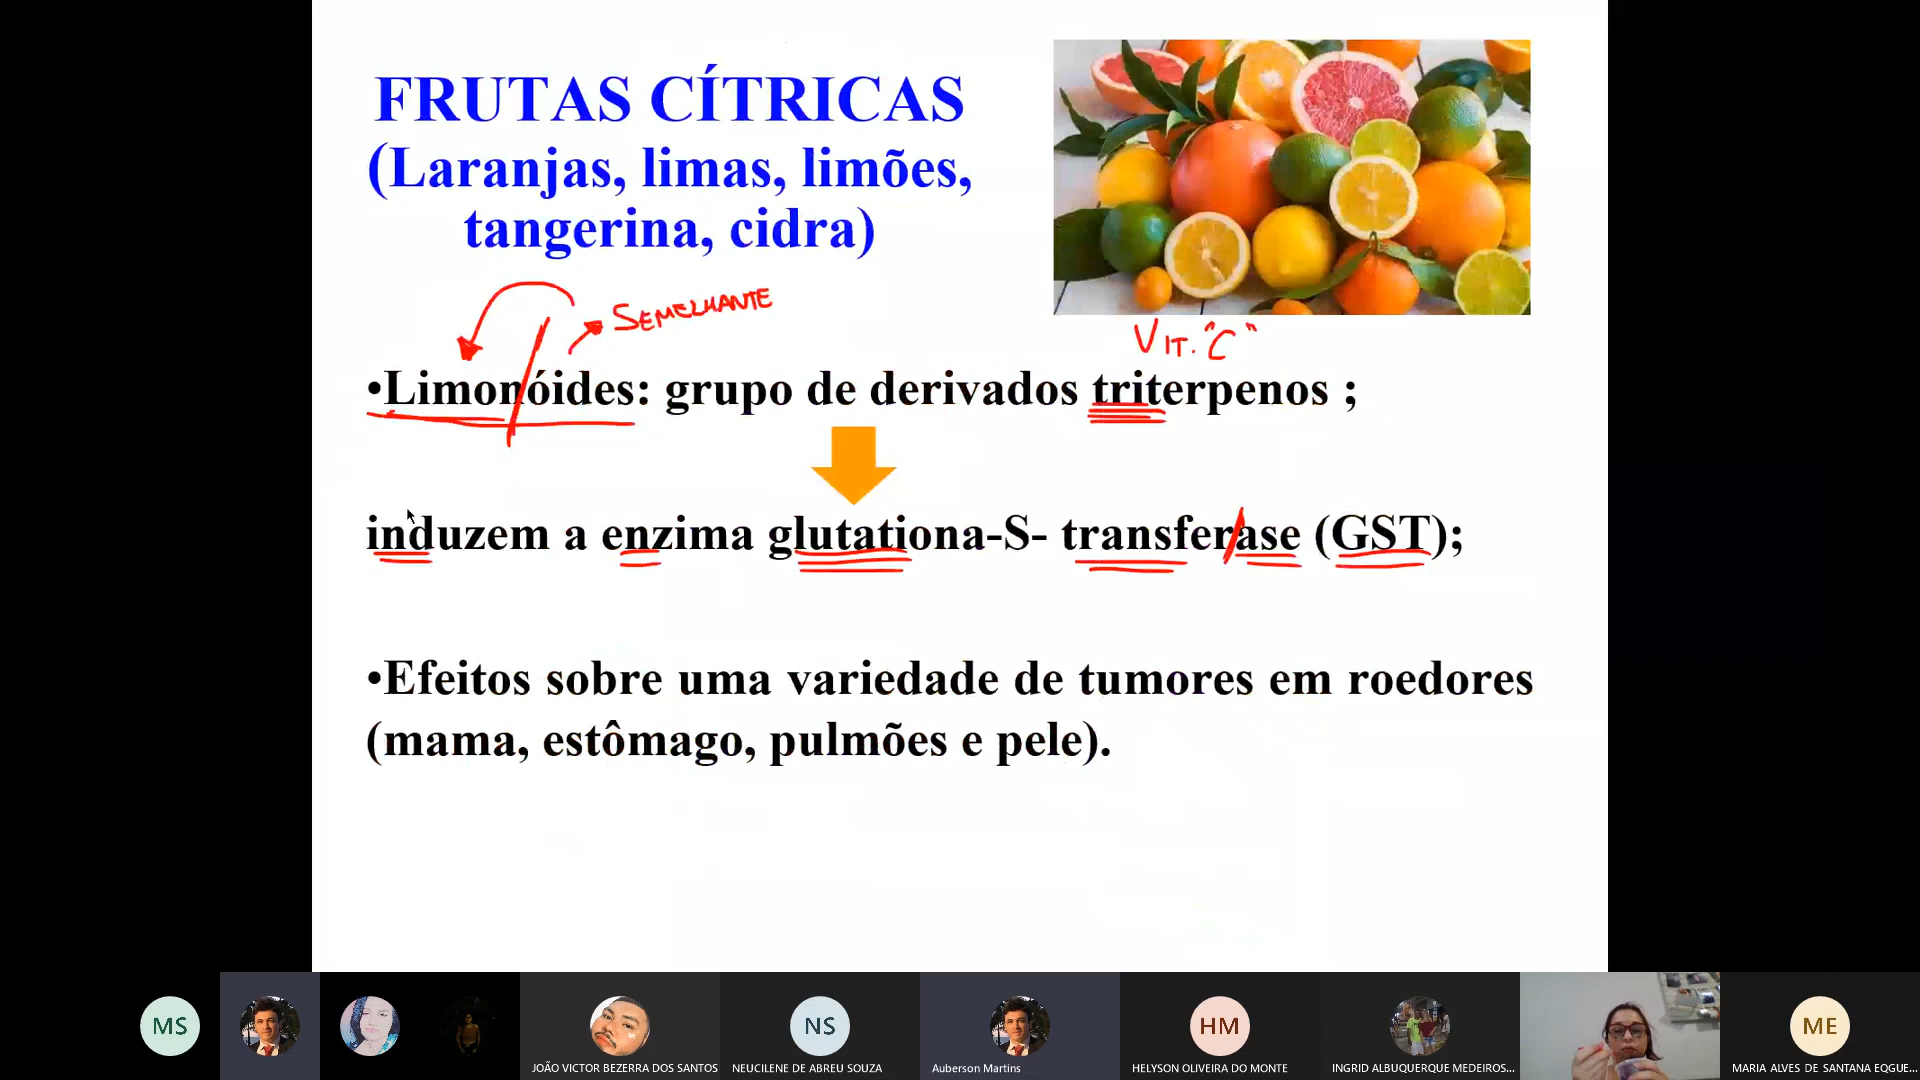 FRUTAS CÍTRICAS
(Laranjas, limas, limões,
tangerina, cidra)
SEMELHANTE
VIT. "C"
•Limonóides: grupo de derivados triterpenos ;
induzem a enzima glutationa-S- transferase (GST);
•Efeitos sobre uma variedade de tumores em roedores
(mama, estômago, pulmões e pele).
MS
NS
HM
ME
JOÃO VICTOR BEZERRA DOS SANTOS
NEUCILENE DE ABREU SOUZA
Auberson Martins
HELYSON OLIVEIRA DO MONTE
INGRID ALBUQUERQUE MEDEIROS...
MARIA ALVES DE SANTANA EQGUE...